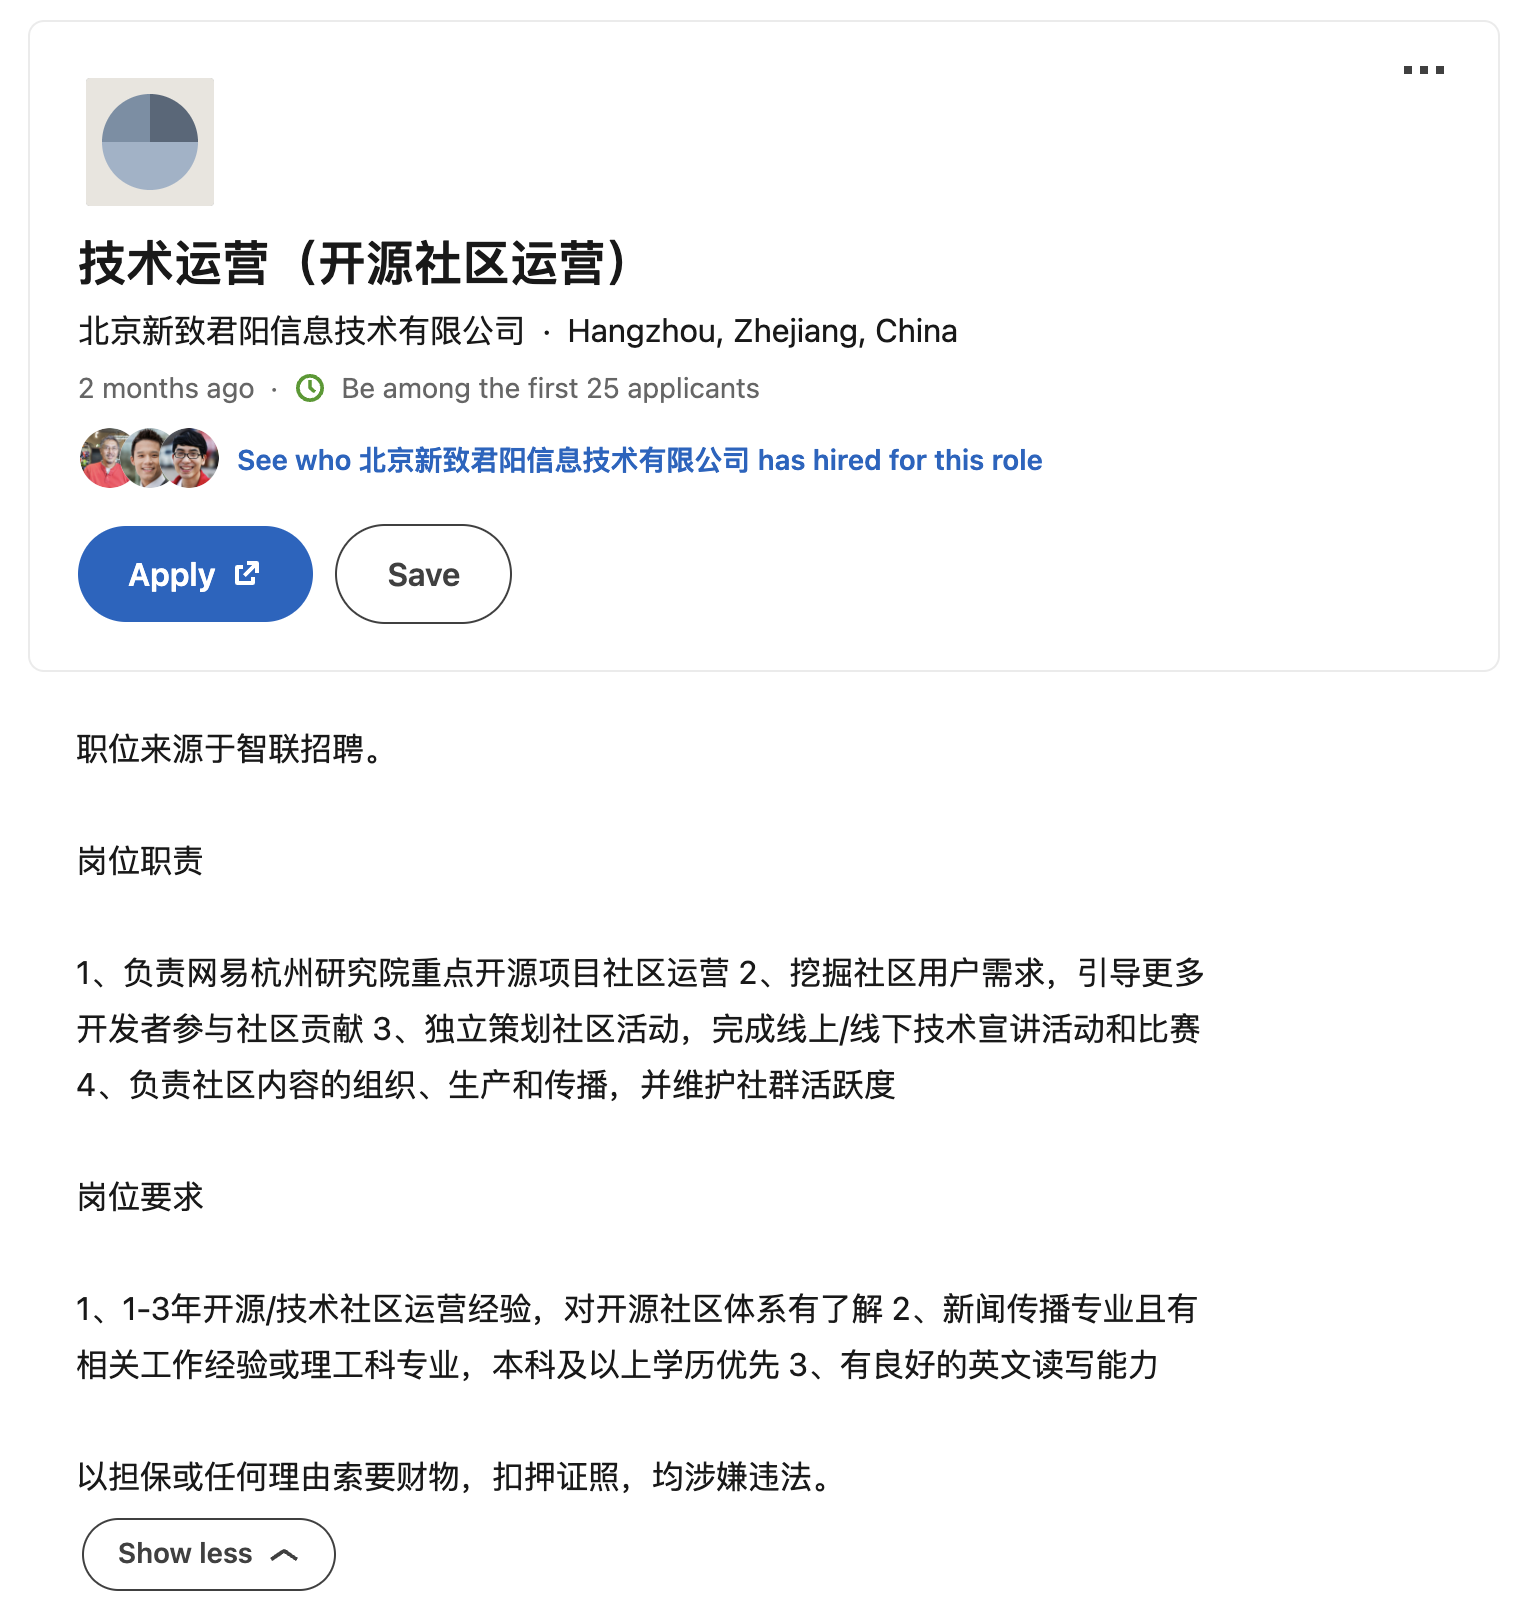 技术运营（开源社区运营）
北京新致君阳信息技术有限公司 · Hangzhou, Zhejiang, China
2 months ago · Be among the first 25 applicants
See who 北京新致君阳信息技术有限公司 has hired for this role
Apply Save
职位来源于智联招聘。
岗位职责
1、负责网易杭州研究院重点开源项目社区运营 2、挖掘社区用户需求，引导更多
开发者参与社区贡献 3、独立策划社区活动，完成线上/线下技术宣讲活动和比赛
4、负责社区内容的组织、生产和传播，并维护社群活跃度
岗位要求
1、1-3年开源/技术社区运营经验，对开源社区体系有了解 2、新闻传播专业且有
相关工作经验或理工科专业，本科及以上学历优先 3、有良好的英文读写能力
以担保或任何理由索要财物，扣押证照，均涉嫌违法。
Show less